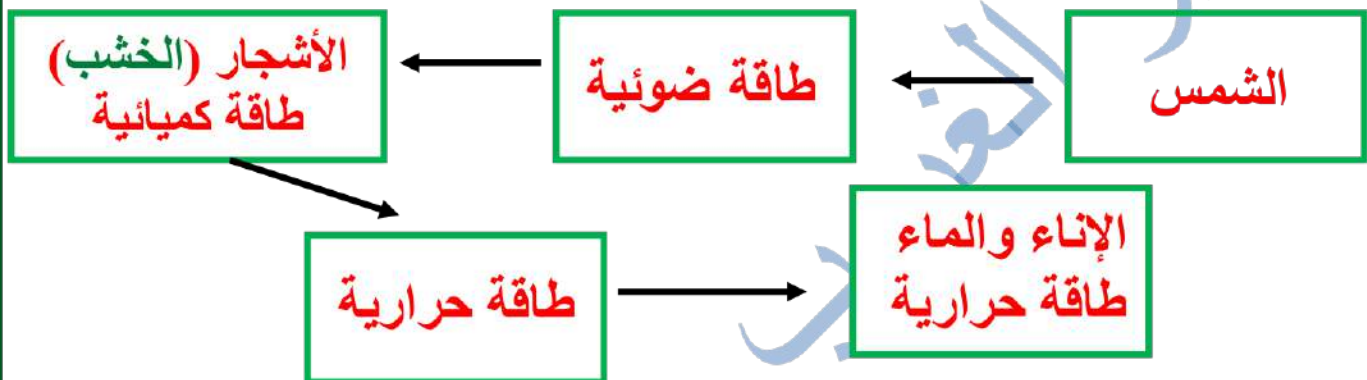 الشمس
طاقة ضوئية
الأشجار (الخشب)
طاقة كميائية
طاقة حرارية
الإناء والماء
طاقة حرارية